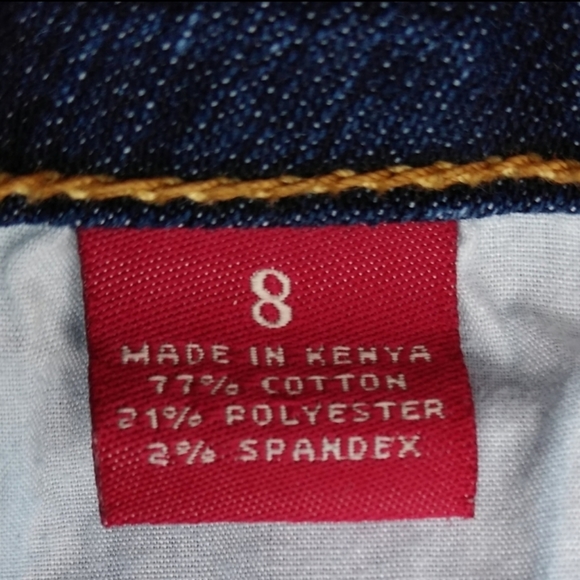 8
MADE IN KENYA
77% COTTON
21% POLYESTER
2% SPANDEX